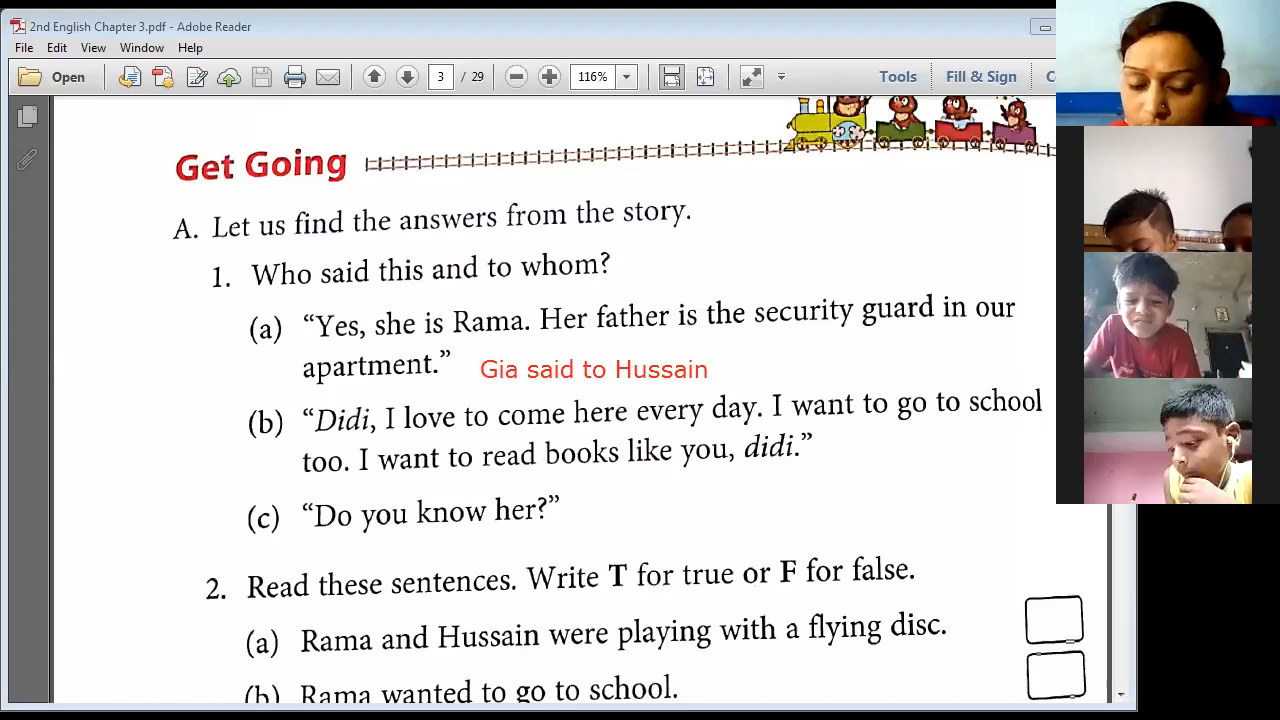 2nd English Chapter 3.pdf - Adobe Reader
File Edit View Window Help
Open 3 / 29 116% Tools Fill & Sign
Get Going
A. Let us find the answers from the story.
1. Who said this and to whom?
(a) “Yes, she is Rama. Her father is the security guard in our
apartment.” Gia said to Hussain
(b) “Didi, I love to come here every day. I want to go to school
too. I want to read books like you, didi.”
(c) “Do you know her?”
2. Read these sentences. Write T for true or F for false.
(a) Rama and Hussain were playing with a flying disc.
(b) Rama wanted to go to school.